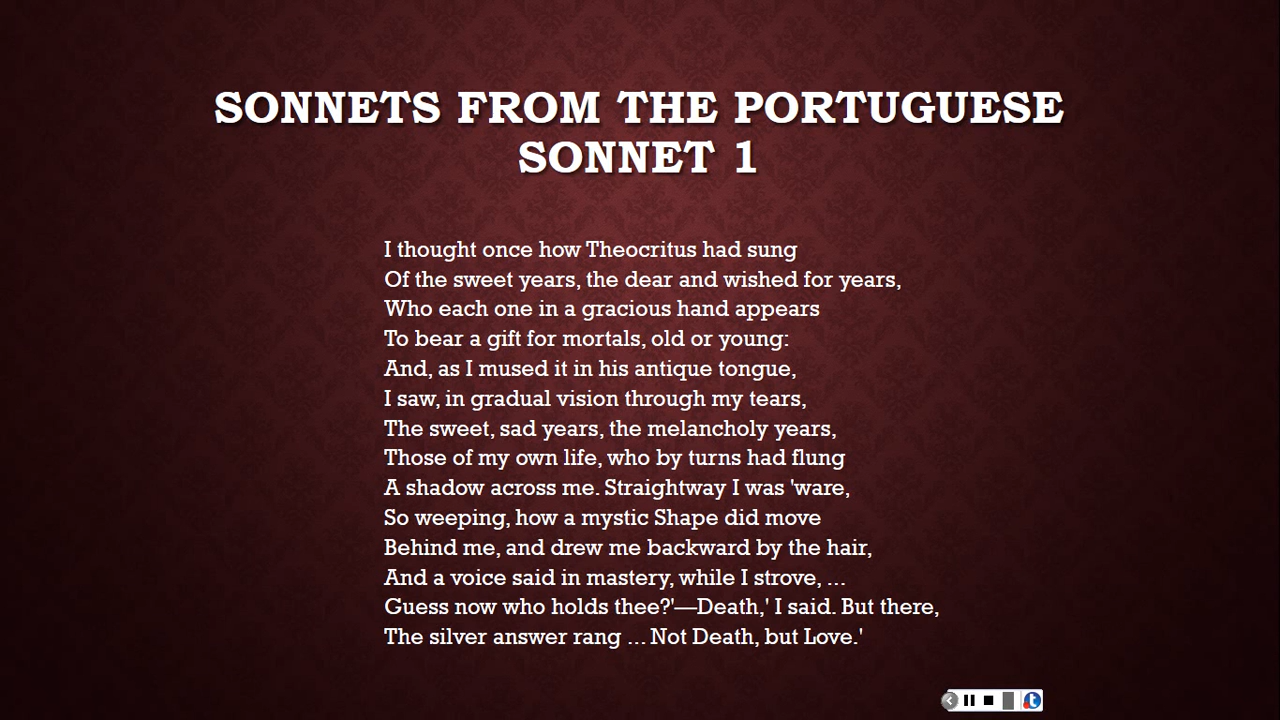 SONNETS FROM THE PORTUGUESE
SONNET 1
I thought once how Theocritus had sung
Of the sweet years, the dear and wished for years,
Who each one in a gracious hand appears
To bear a gift for mortals, old or young:
And, as I mused it in his antique tongue,
I saw, in gradual vision through my tears,
The sweet, sad years, the melancholy years,
Those of my own life, who by turns had flung
A shadow across me. Straightway I was 'ware,
So weeping, how a mystic Shape did move
Behind me, and drew me backward by the hair,
And a voice said in mastery, while I strove, ...
Guess now who holds thee?'—Death,' I said. But there,
The silver answer rang ... Not Death, but Love.'
t